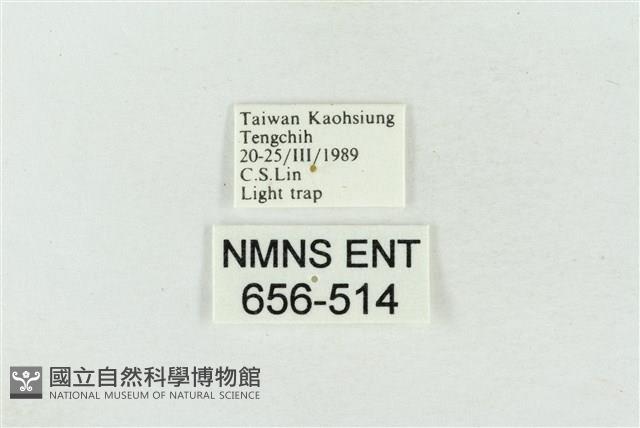 Taiwan Kaohsiung
Tengchih
20-25/III/1989
C.S.Lin
Light trap
NMNS ENT
656-514
國立自然科學博物館
NATIONAL MUSEUM OF NATURAL SCIENCE